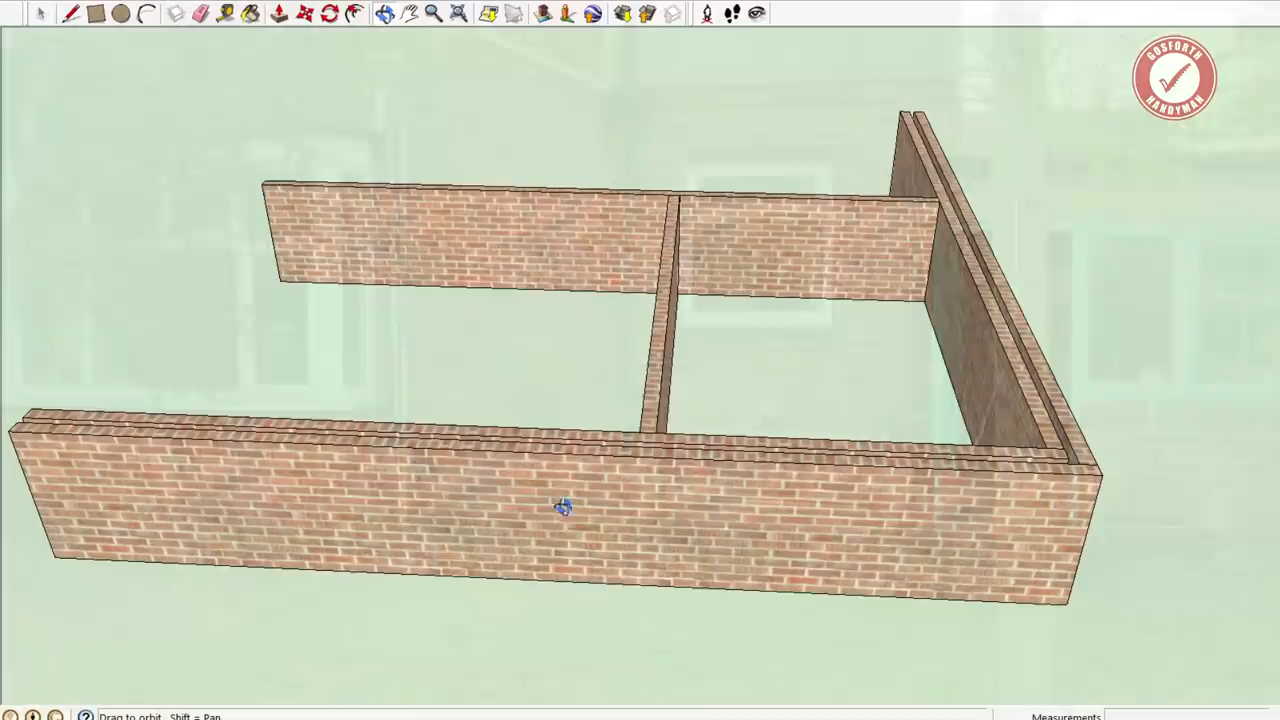 GOSFORTH
HANDYMAN
Drag to orbit. Shift = Pan
Measurements